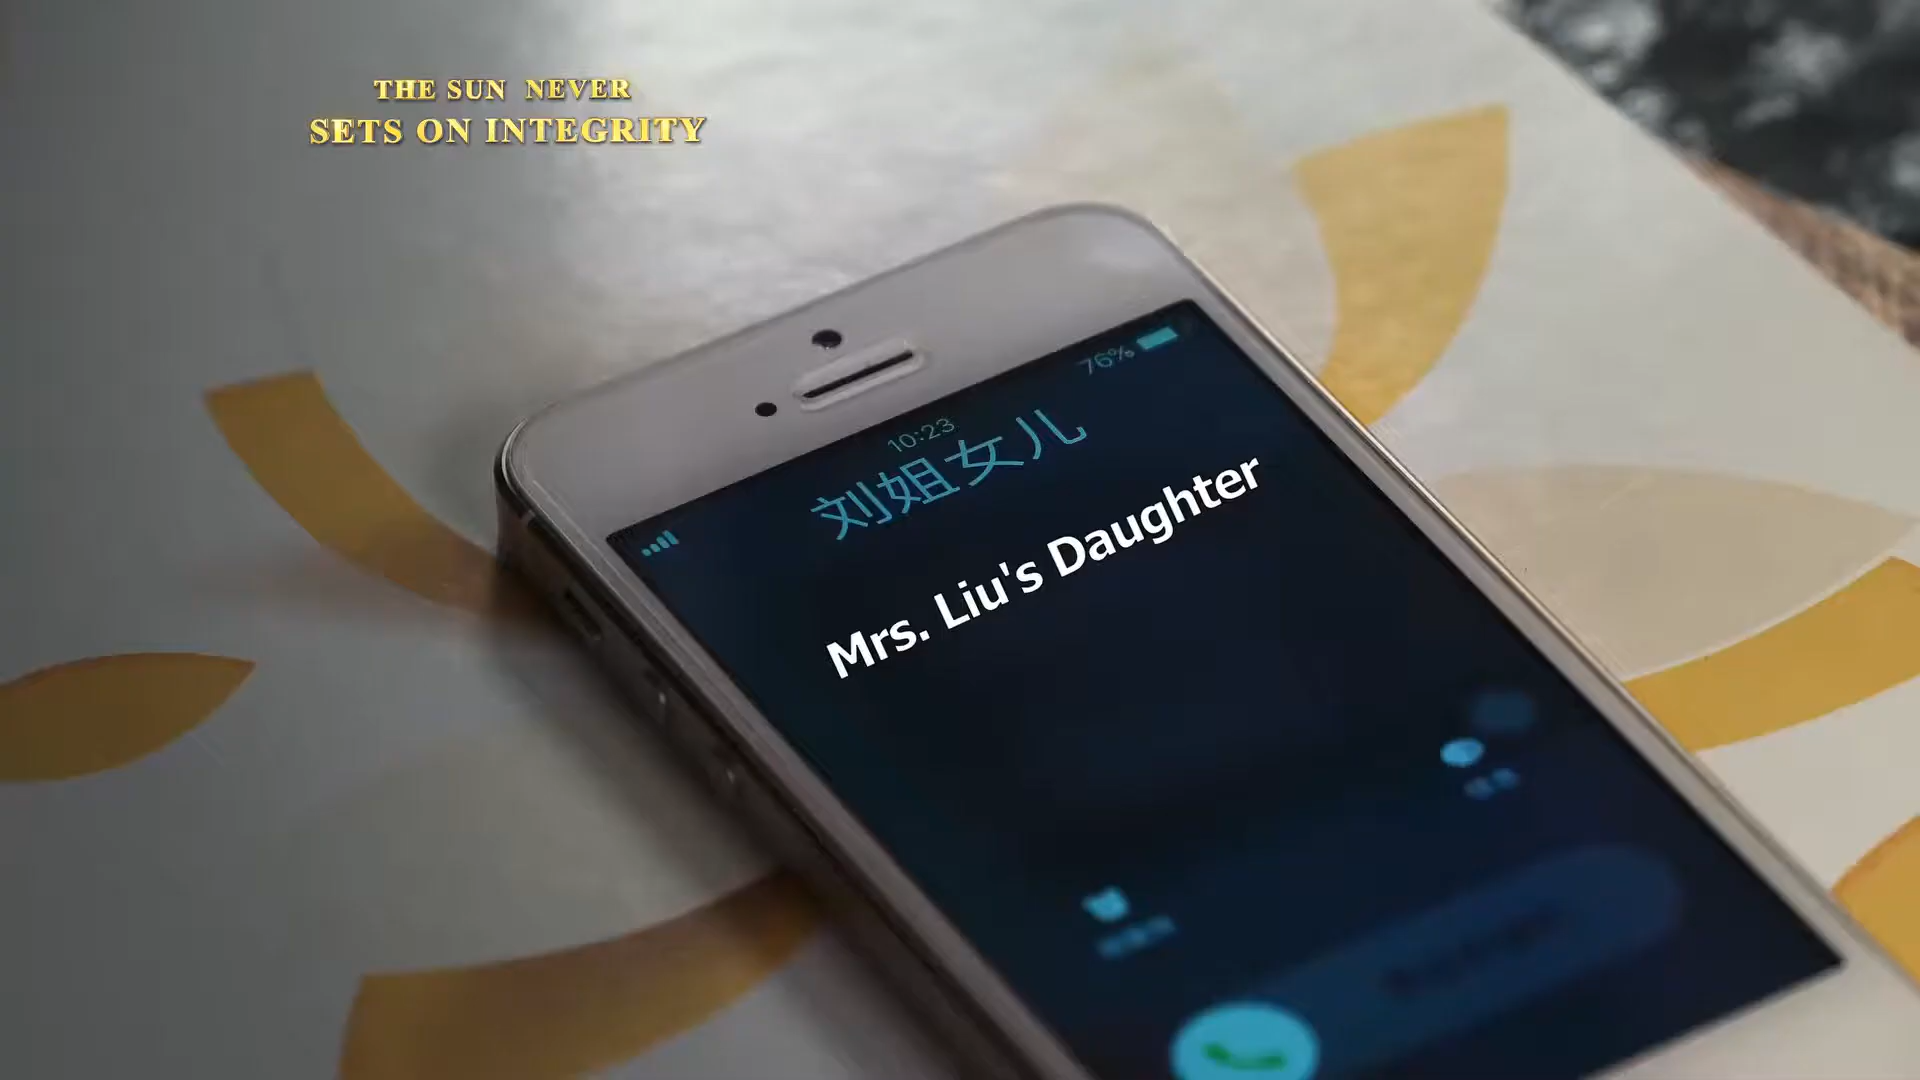 THE SUN NEVER
SETS ON INTEGRITY
76%
10:23
刘姐女儿
Mrs. Liu's Daughter